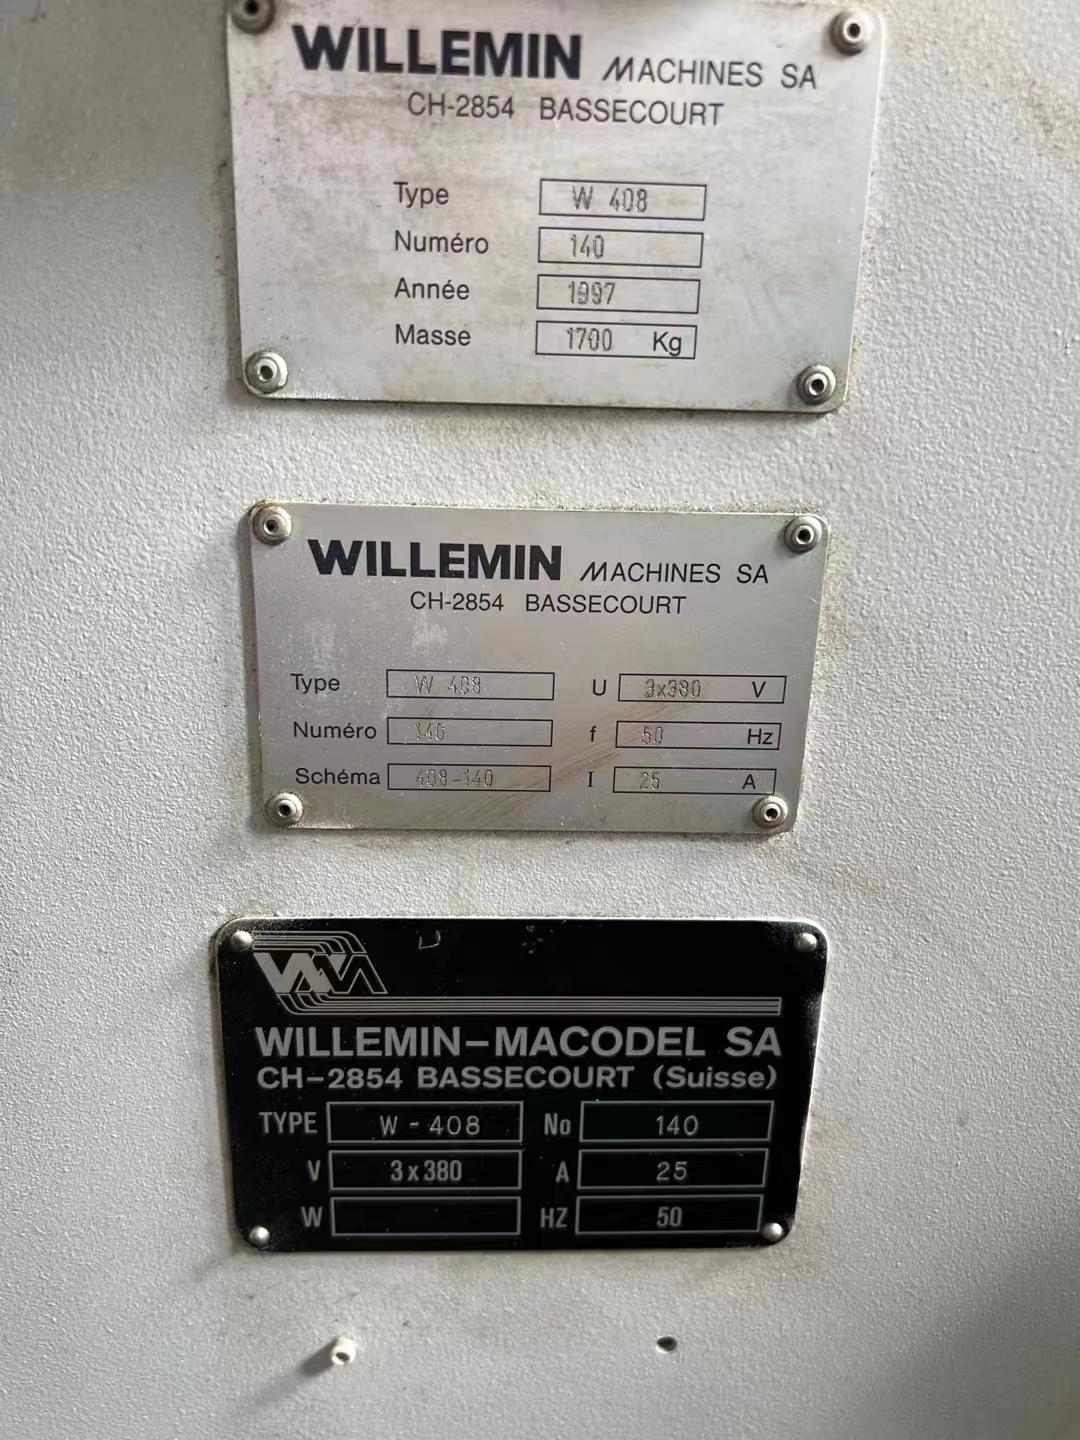 WILLEMIN MACHINES SA
CH-2854 BASSECOURT
Type W 408
Numéro 140
Année 1997
Masse 1700 Kg
WILLEMIN MACHINES SA
CH-2854 BASSECOURT
Type W 408 U 3x380 V
Numéro 140 f 50 Hz
Schéma 408-140 I 25 A
WILLEMIN-MACODEL SA
CH-2854 BASSECOURT (Suisse)
TYPE W-408 No 140
V 3x380 A 25
W HZ 50